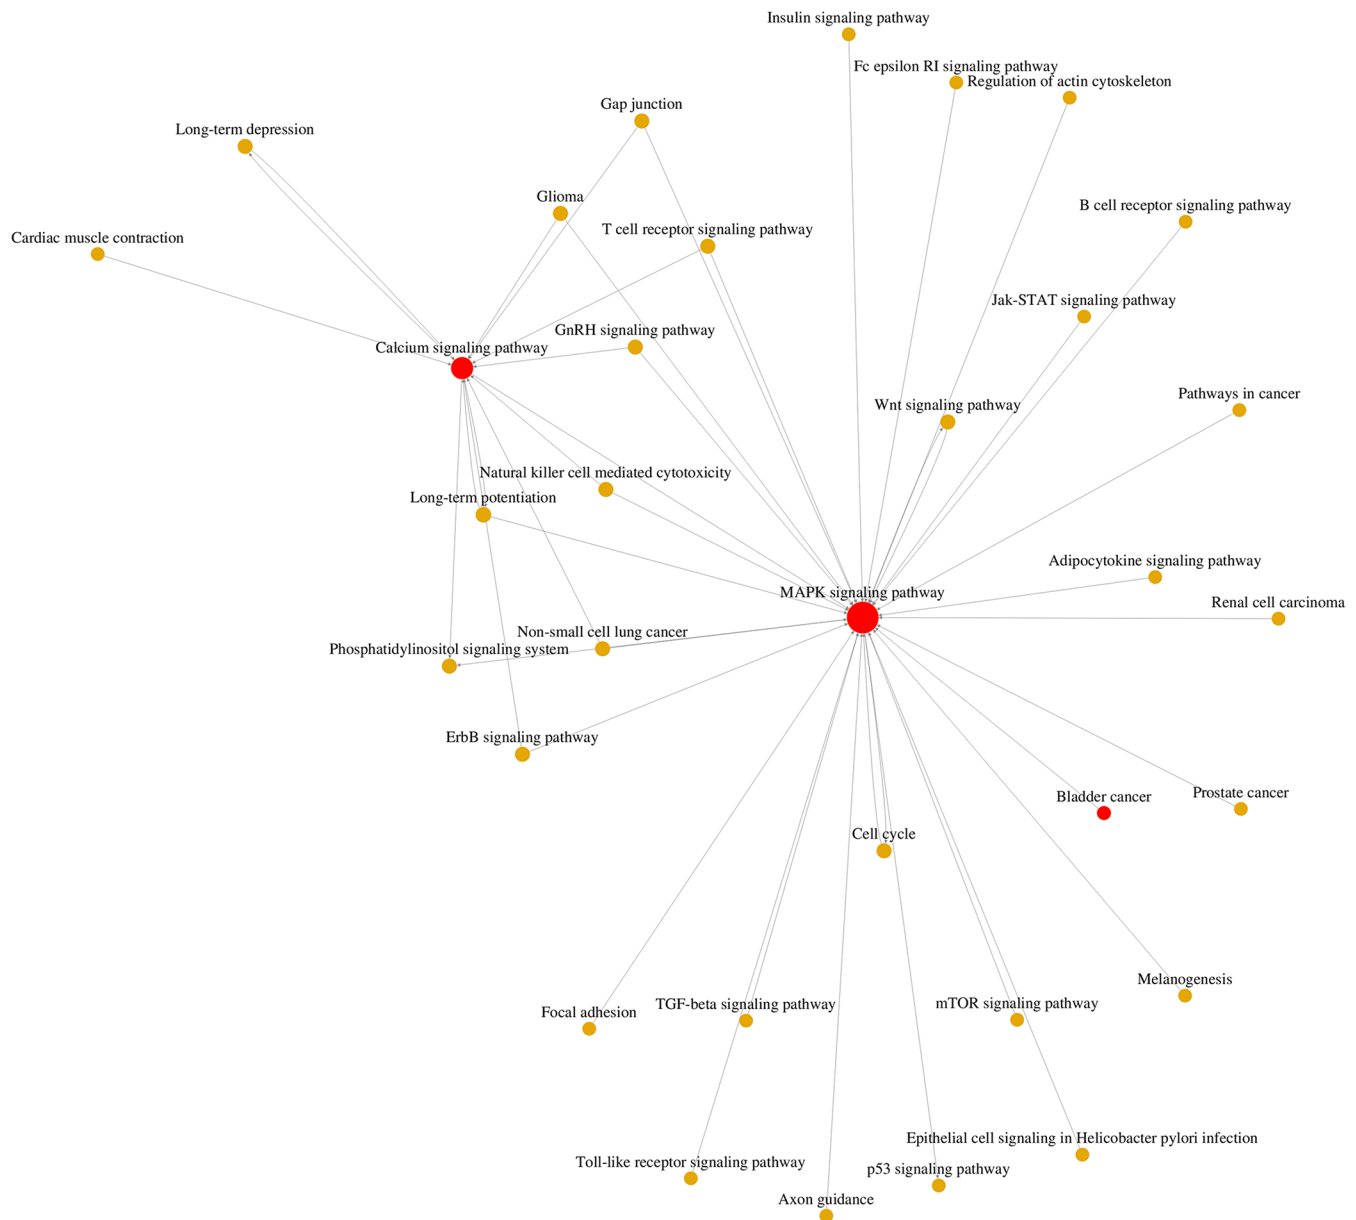 Insulin signaling pathway
Fc epsilon RI signaling pathway
Regulation of actin cytoskeleton
Gap junction
Long-term depression
Glioma
B cell receptor signaling pathway
T cell receptor signaling pathway
Cardiac muscle contraction
Jak-STAT signaling pathway
GnRH signaling pathway
Calcium signaling pathway
Pathways in cancer
Wnt signaling pathway
Natural killer cell mediated cytotoxicity
Long-term potentiation
Adipocytokine signaling pathway
MAPK signaling pathway
Renal cell carcinoma
Non-small cell lung cancer
Phosphatidylinositol signaling system
ErbB signaling pathway
Prostate cancer
Bladder cancer
Cell cycle
Melanogenesis
mTOR signaling pathway
TGF-beta signaling pathway
Focal adhesion
Epithelial cell signaling in Helicobacter pylori infection
Toll-like receptor signaling pathway
p53 signaling pathway
Axon guidance